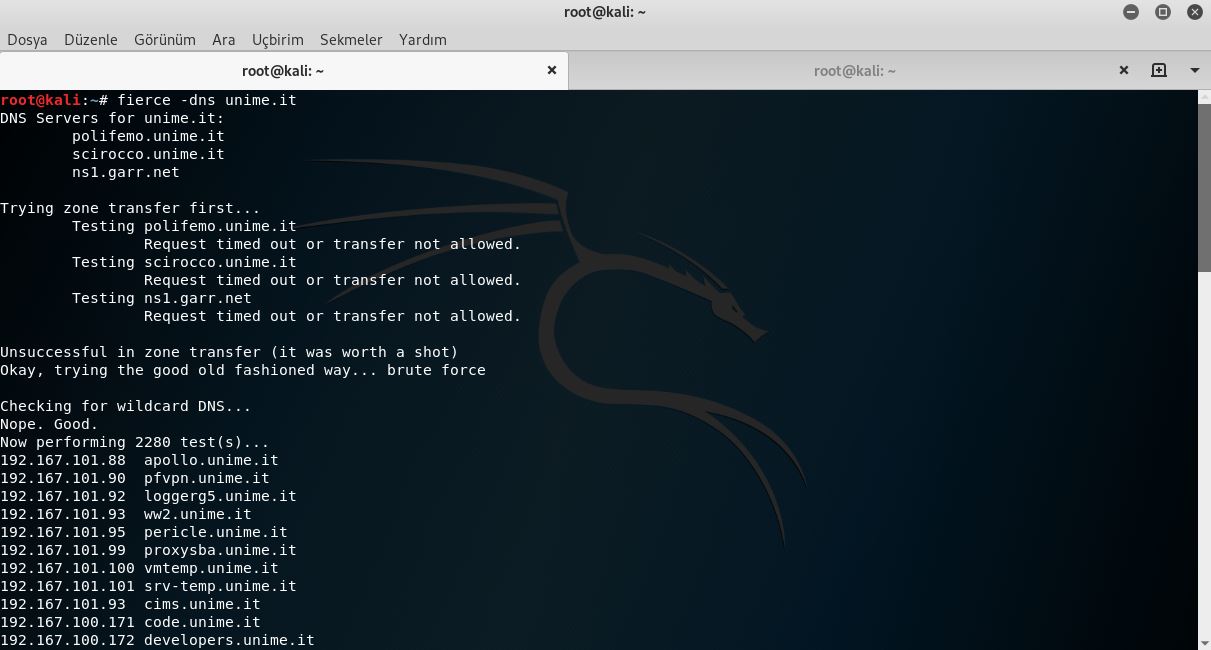 root@kali: ~
Dosya Düzenle Görünüm Ara Uçbirim Sekmeler Yardım
root@kali: ~ root@kali: ~
root@kali:~# fierce -dns unime.it
DNS Servers for unime.it:
polifemo.unime.it
scirocco.unime.it
ns1.garr.net
Trying zone transfer first...
Testing polifemo.unime.it
Request timed out or transfer not allowed.
Testing scirocco.unime.it
Request timed out or transfer not allowed.
Testing ns1.garr.net
Request timed out or transfer not allowed.
Unsuccessful in zone transfer (it was worth a shot)
Okay, trying the good old fashioned way... brute force
Checking for wildcard DNS...
Nope. Good.
Now performing 2280 test(s)...
192.167.101.88 apollo.unime.it
192.167.101.90 pfvpn.unime.it
192.167.101.92 loggerg5.unime.it
192.167.101.93 ww2.unime.it
192.167.101.95 pericle.unime.it
192.167.101.99 proxysba.unime.it
192.167.101.100 vmtemp.unime.it
192.167.101.101 srv-temp.unime.it
192.167.101.93 cims.unime.it
192.167.100.171 code.unime.it
192.167.100.172 developers.unime.it